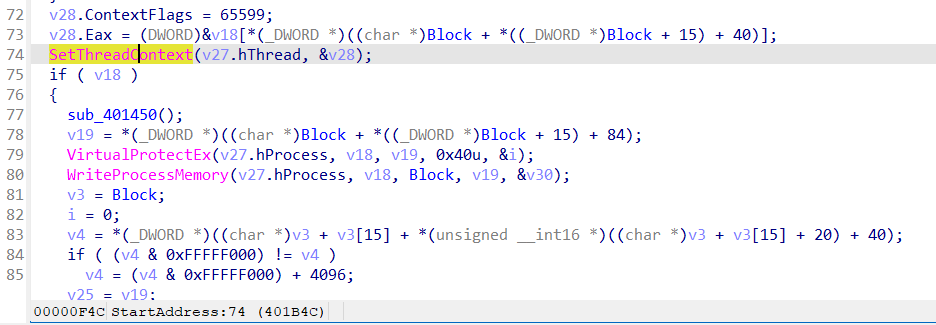 72 v28.ContextFlags = 65599;
73 v28.Eax = (DWORD)&v18[*(_DWORD *)((char *)Block + *((_DWORD *)Block + 15) + 40)];
74 SetThreadContext(v27.hThread, &v28);
75 if ( v18 )
76 {
77 sub_401450();
78 v19 = *(_DWORD *)((char *)Block + *((_DWORD *)Block + 15) + 84);
79 VirtualProtectEx(v27.hProcess, v18, v19, 0x40u, &i);
80 WriteProcessMemory(v27.hProcess, v18, Block, v19, &v30);
81 v3 = Block;
82 i = 0;
83 v4 = *(_DWORD *)((char *)v3 + v3[15] + *(unsigned __int16 *)((char *)v3 + v3[15] + 20) + 40);
84 if ( (v4 & 0xFFFFF000) != v4 )
85 v4 = (v4 & 0xFFFFF000) + 4096;
v25 = v19;
00000F4C StartAddress:74 (401B4C)